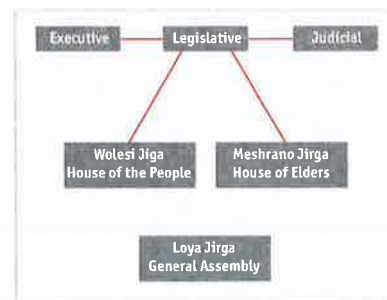 Executive
Legislative
Judicial
Wolesi Jiga
House of the People
Meshrano Jirga
House of Elders
Loya Jirga
General Assembly